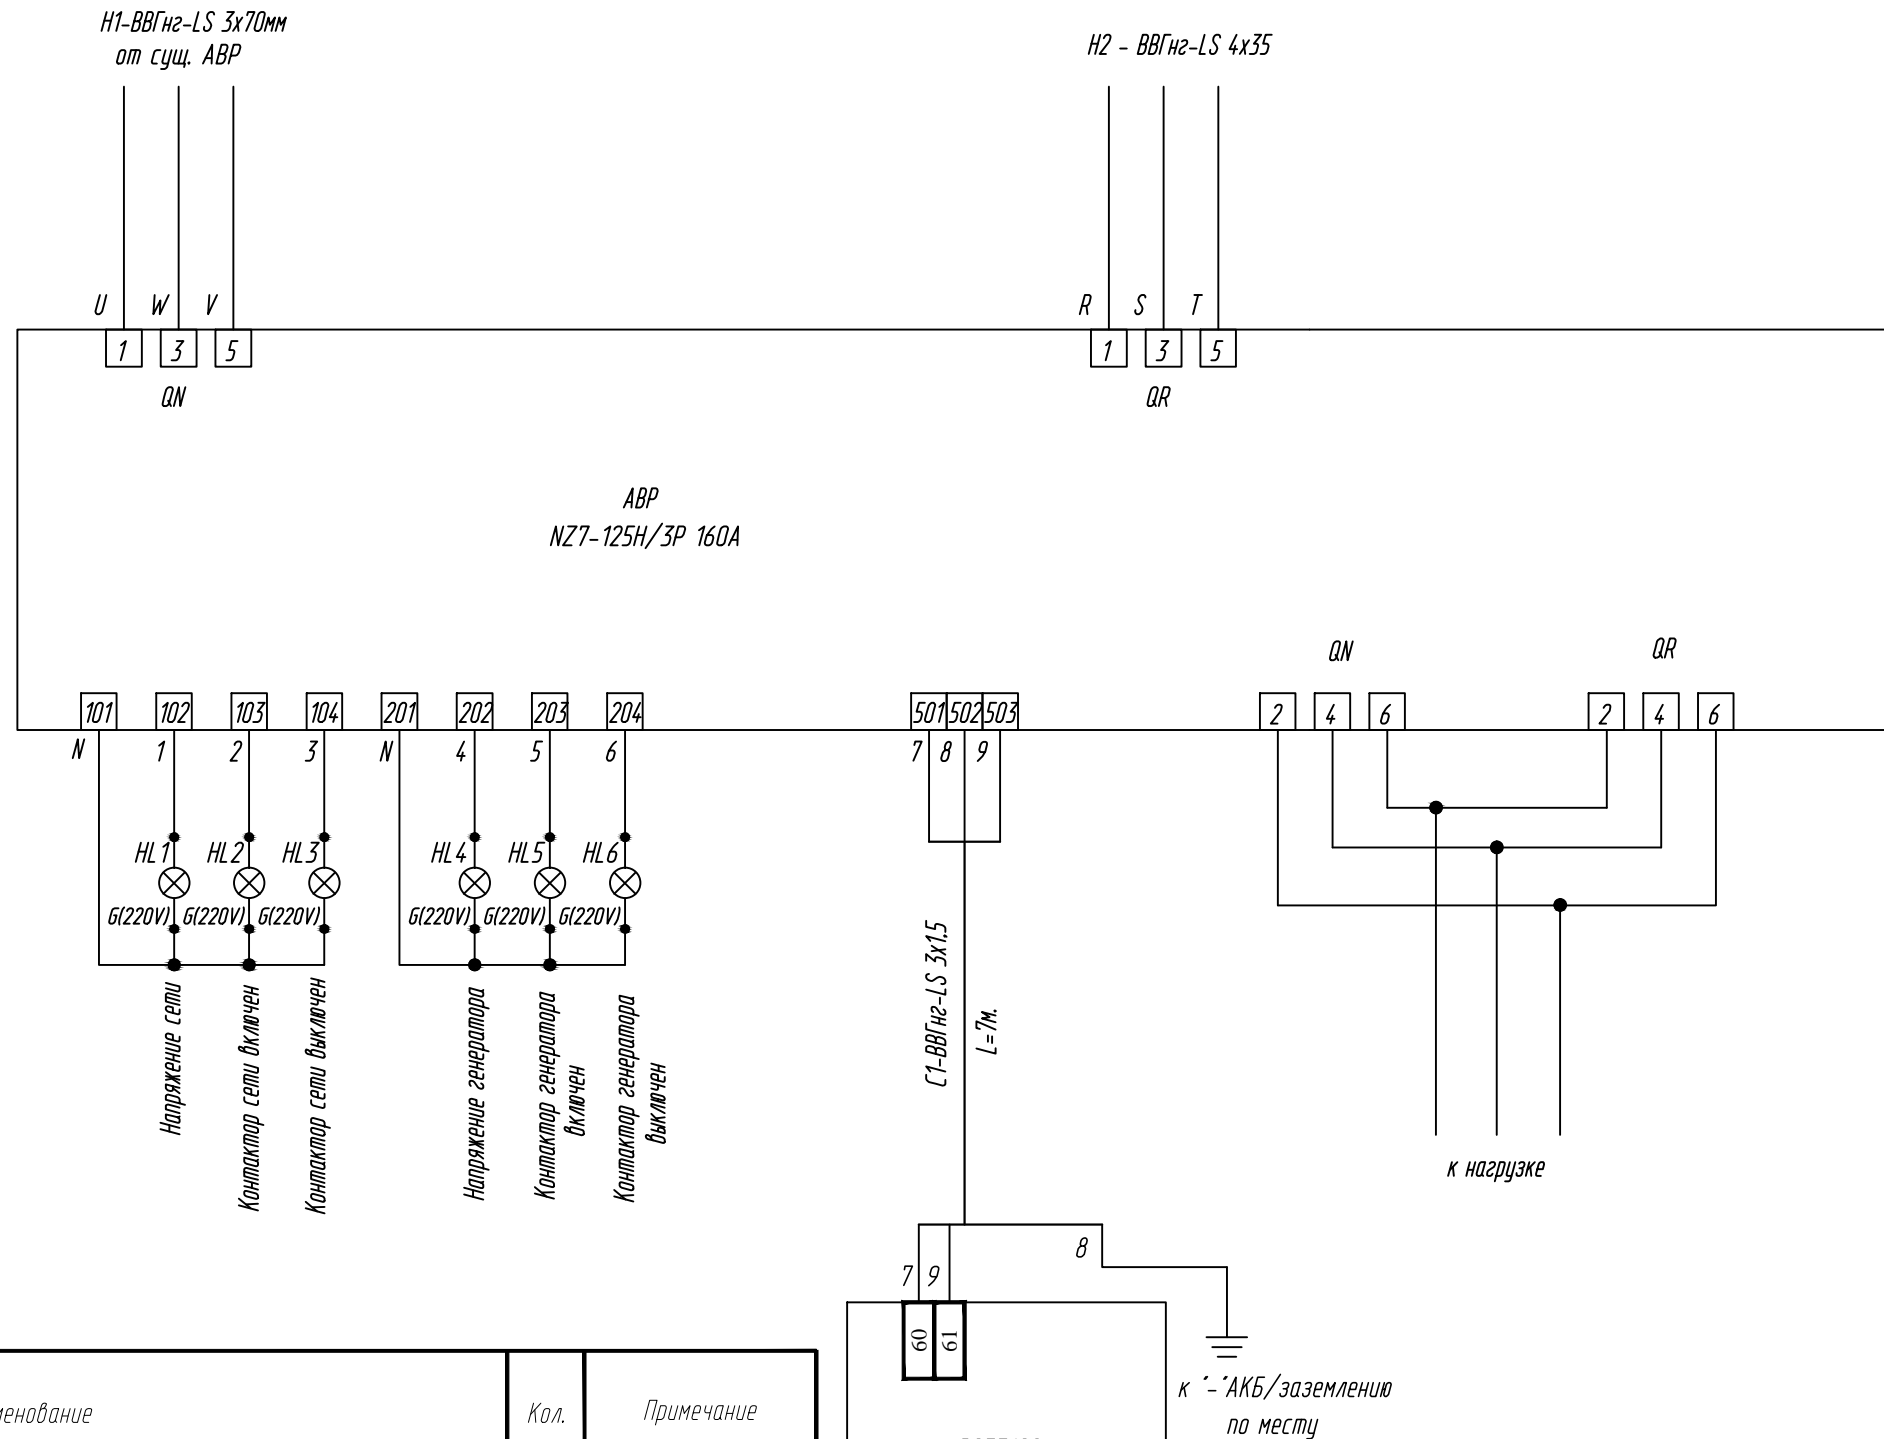 Н1-ВВГнг-LS 3х70мм
от сущ. АВР
Н2 - ВВГнг-LS 4х35
U W V
R S T
1 3 5
1 3 5
QN
QR
АВР
NZ7-125H/3P 160A
QN
QR
101 102 103 104 201 202 203 204
501 502 503
2 4 6
2 4 6
N 1 2 3 N 4 5 6
7 8 9
HL1 HL2 HL3 HL4 HL5 HL6
G(220V) G(220V) G(220V) G(220V) G(220V) G(220V)
Напряжение сети
Контактор сети включен
Контактор сети выключен
Напряжение генератора
Контактор генератора
включен
Контактор генератора
выключен
С1-ВВГнг-LS 3х1.5
L=7м.
к нагрузке
8
7 9
60 61
к "-"АКБ/заземлению
по месту
Кол.
Примечание